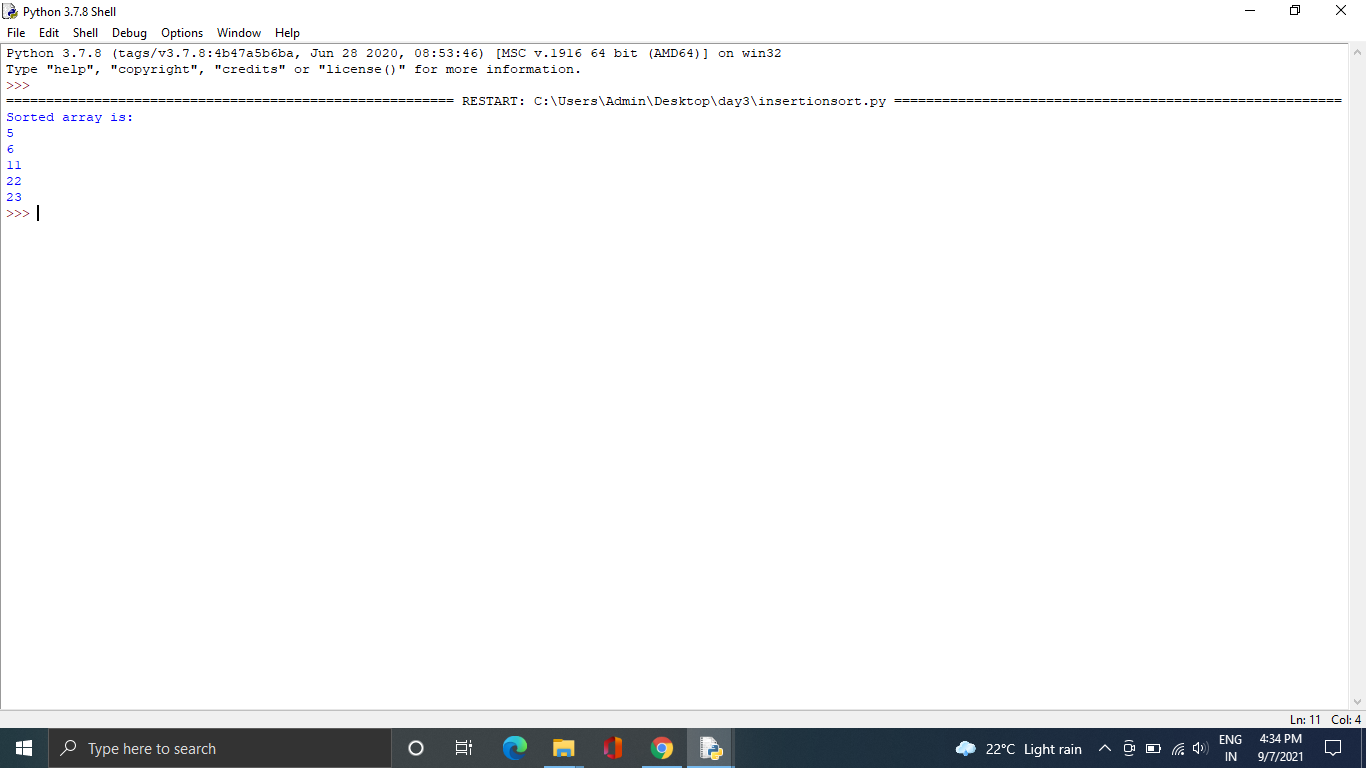 Python 3.7.8 Shell
File Edit Shell Debug Options Window Help
Python 3.7.8 (tags/v3.7.8:4b47a5b6ba, Jun 28 2020, 08:53:46) [MSC v.1916 64 bit (AMD64)] on win32
Type "help", "copyright", "credits" or "license()" for more information.
>>>
======================================================== RESTART: C:\Users\Admin\Desktop\day3\insertionsort.py ========================================================
Sorted array is:
5
6
11
22
23
>>>
Ln: 11 Col: 4
Type here to search
22°C Light rain
ENG
IN
4:34 PM
9/7/2021